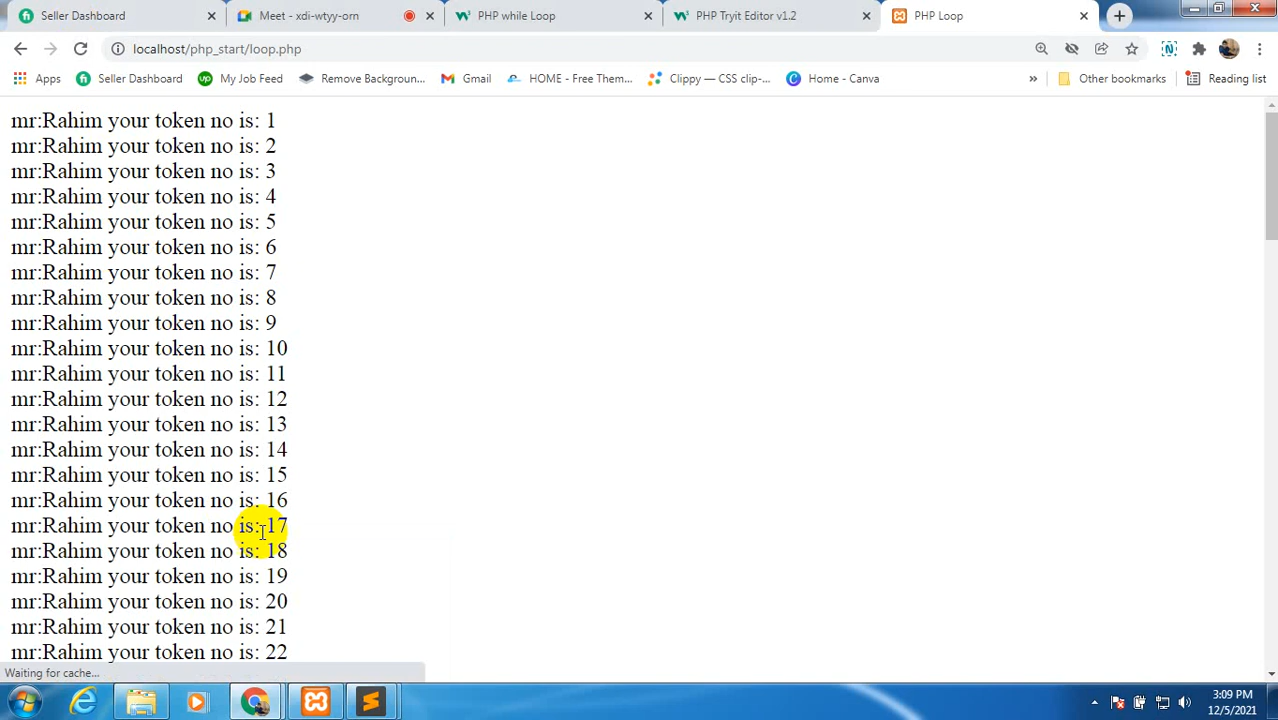 Seller Dashboard
Meet - xdi-wtyy-orn
PHP while Loop
PHP Tryit Editor v1.2
PHP Loop
localhost/php_start/loop.php
Apps
Seller Dashboard
My Job Feed
Remove Backgroun...
Gmail
HOME - Free Them...
Clippy — CSS clip-...
Home - Canva
»
Other bookmarks
Reading list
mr:Rahim your token no is: 1
mr:Rahim your token no is: 2
mr:Rahim your token no is: 3
mr:Rahim your token no is: 4
mr:Rahim your token no is: 5
mr:Rahim your token no is: 6
mr:Rahim your token no is: 7
mr:Rahim your token no is: 8
mr:Rahim your token no is: 9
mr:Rahim your token no is: 10
mr:Rahim your token no is: 11
mr:Rahim your token no is: 12
mr:Rahim your token no is: 13
mr:Rahim your token no is: 14
mr:Rahim your token no is: 15
mr:Rahim your token no is: 16
mr:Rahim your token no is: 17
mr:Rahim your token no is: 18
mr:Rahim your token no is: 19
mr:Rahim your token no is: 20
mr:Rahim your token no is: 21
mr:Rahim your token no is: 22
Waiting for cache...
3:09 PM
12/5/2021